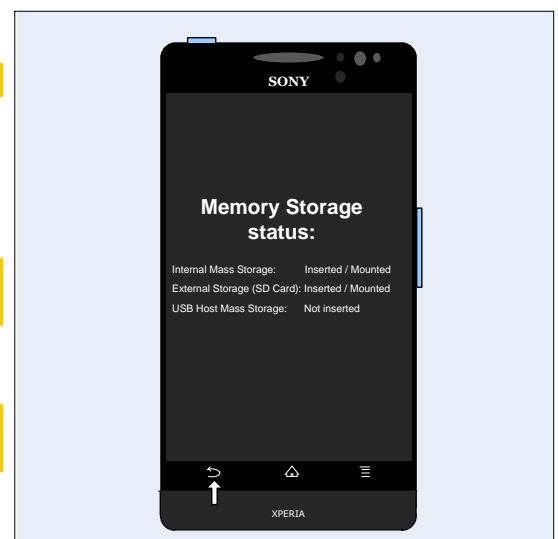 SONY
Memory Storage
status:
Internal Mass Storage: Inserted / Mounted
External Storage (SD Card): Inserted / Mounted
USB Host Mass Storage: Not inserted
XPERIA